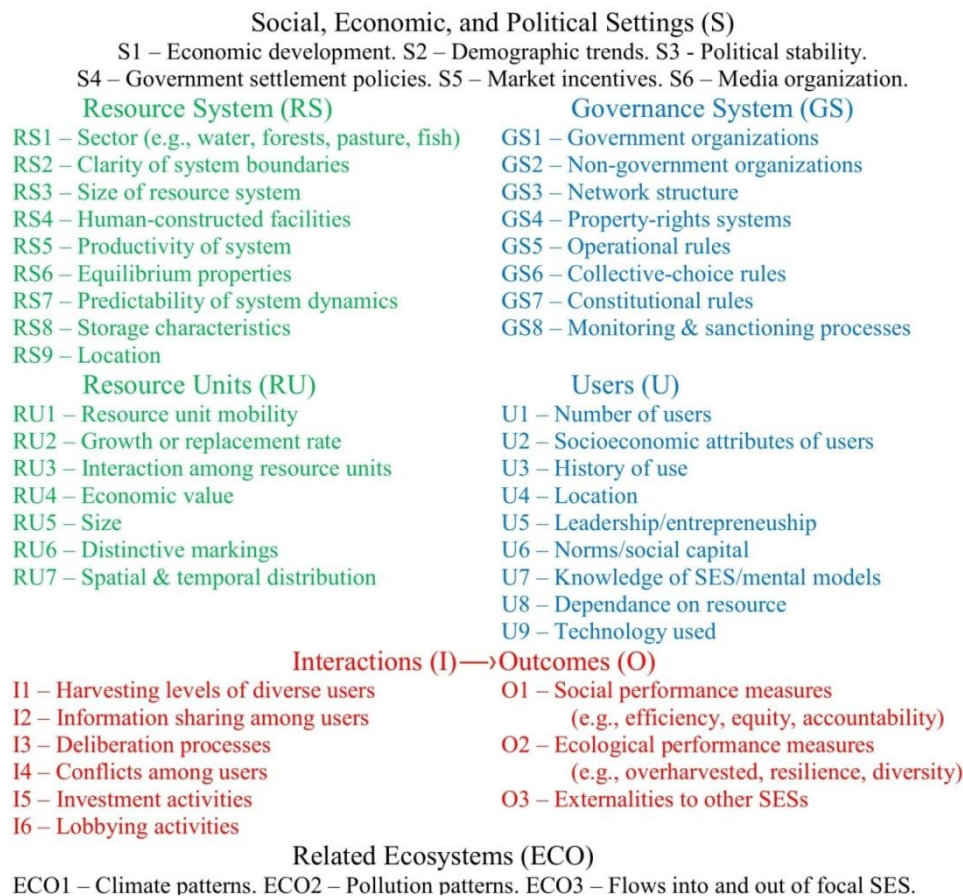 Social, Economic, and Political Settings (S)
S1 – Economic development. S2 – Demographic trends. S3 - Political stability.
S4 – Government settlement policies. S5 – Market incentives. S6 – Media organization.
Resource System (RS)
RS1 – Sector (e.g., water, forests, pasture, fish)
RS2 – Clarity of system boundaries
RS3 – Size of resource system
RS4 – Human-constructed facilities
RS5 – Productivity of system
RS6 – Equilibrium properties
RS7 – Predictability of system dynamics
RS8 – Storage characteristics
RS9 – Location
Governance System (GS)
GS1 – Government organizations
GS2 – Non-government organizations
GS3 – Network structure
GS4 – Property-rights systems
GS5 – Operational rules
GS6 – Collective-choice rules
GS7 – Constitutional rules
GS8 – Monitoring & sanctioning processes
Resource Units (RU)
RU1 – Resource unit mobility
RU2 – Growth or replacement rate
RU3 – Interaction among resource units
RU4 – Economic value
RU5 – Size
RU6 – Distinctive markings
RU7 – Spatial & temporal distribution
Users (U)
U1 – Number of users
U2 – Socioeconomic attributes of users
U3 – History of use
U4 – Location
U5 – Leadership/entrepreneuship
U6 – Norms/social capital
U7 – Knowledge of SES/mental models
U8 – Dependance on resource
U9 – Technology used
Interactions (I) → Outcomes (O)
I1 – Harvesting levels of diverse users
I2 – Information sharing among users
I3 – Deliberation processes
I4 – Conflicts among users
I5 – Investment activities
I6 – Lobbying activities
O1 – Social performance measures
(e.g., efficiency, equity, accountability)
O2 – Ecological performance measures
(e.g., overharvested, resilience, diversity)
O3 – Externalities to other SESs
Related Ecosystems (ECO)
ECO1 – Climate patterns. ECO2 – Pollution patterns. ECO3 – Flows into and out of focal SES.